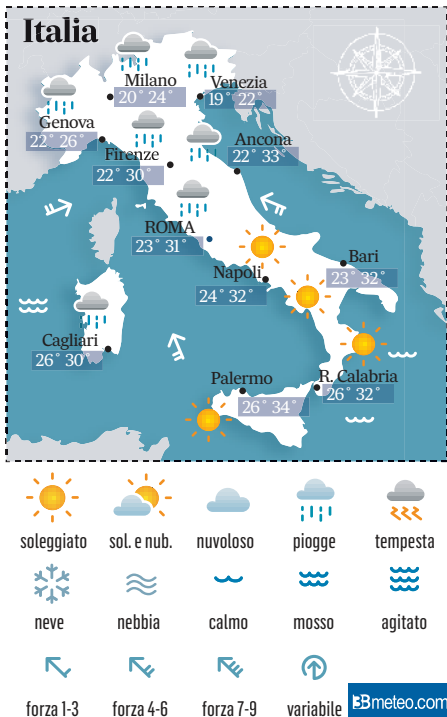 Italia
Milano
20° 24°
Venezia
19° 22°
Genova
22° 26°
Firenze
22° 30°
Ancona
22° 33°
ROMA
23° 31°
Napoli
24° 32°
Bari
23° 32°
Cagliari
26° 30°
Palermo
26° 34°
R. Calabria
26° 32°
soleggiato sol. e nub. nuvoloso piogge tempesta
neve nebbia calmo mosso agitato
forza 1-3 forza 4-6 forza 7-9 variabile
3Bmeteo.com